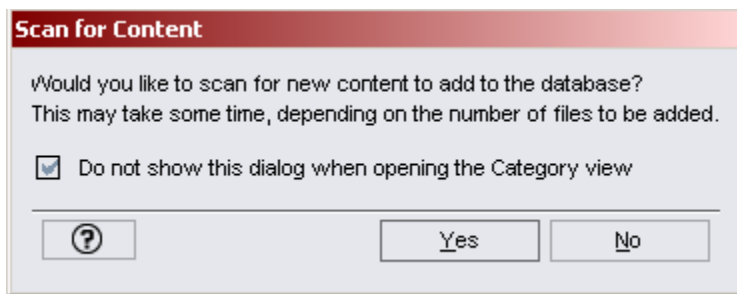 Scan for Content
Would you like to scan for new content to add to the database?
This may take some time, depending on the number of files to be added.
Do not show this dialog when opening the Category view
?
Yes
No